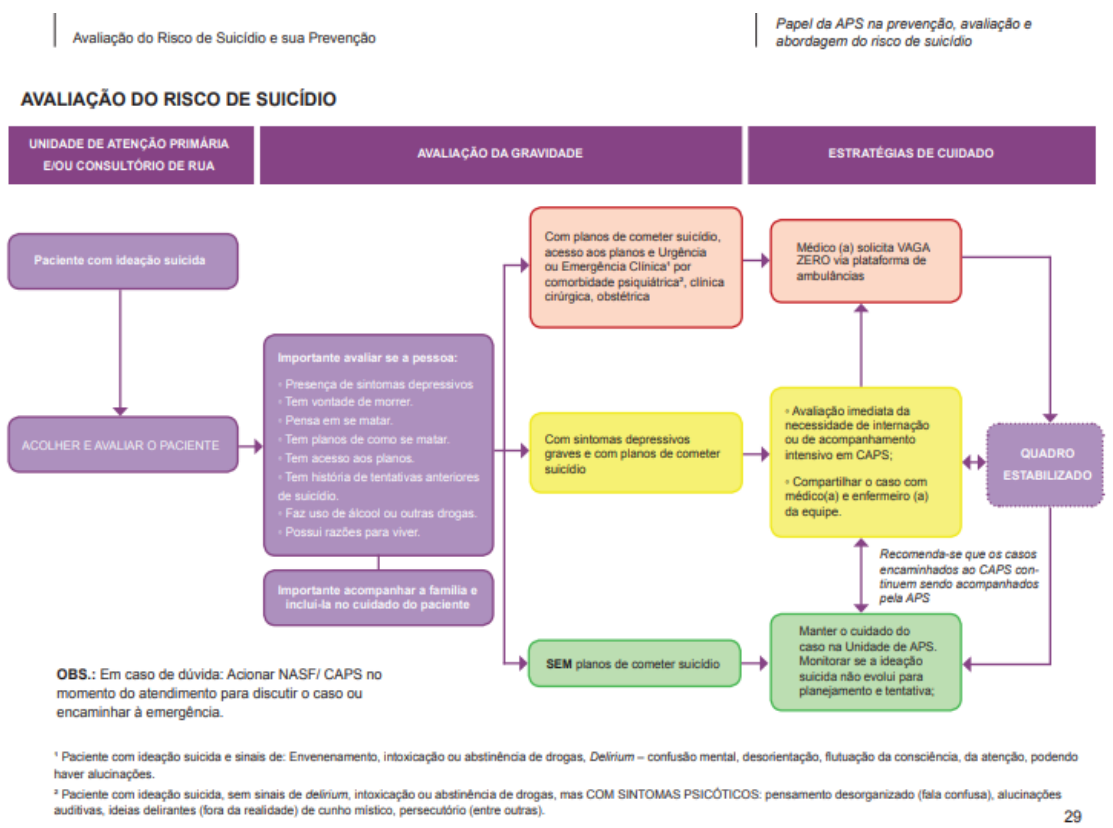 Avaliação do Risco de Suicídio e sua Prevenção
Papel da APS na prevenção, avaliação e
abordagem do risco de suicídio
AVALIAÇÃO DO RISCO DE SUICÍDIO
UNIDADE DE ATENÇÃO PRIMÁRIA
E/OU CONSULTÓRIO DE RUA
AVALIAÇÃO DA GRAVIDADE
ESTRATÉGIAS DE CUIDADO
Paciente com ideação suicida
ACOLHER E AVALIAR O PACIENTE
Importante avaliar se a pessoa:
◦ Presença de sintomas depressivos
◦ Tem vontade de morrer.
◦ Pensa em se matar.
◦ Tem planos de como se matar.
◦ Tem acesso aos planos.
◦ Tem história de tentativas anteriores
de suicídio.
◦ Faz uso de álcool ou outras drogas.
◦ Possui razões para viver.
Importante acompanhar a família e
incluí-la no cuidado do paciente
Com planos de cometer suicídio,
acesso aos planos e Urgência
ou Emergência Clínica¹ por
comorbidade psiquiátrica², clínica
cirúrgica, obstétrica
Médico (a) solicita VAGA
ZERO via plataforma de
ambulâncias
Com sintomas depressivos
graves e com planos de cometer
suicídio
◦ Avaliação imediata da
necessidade de internação
ou de acompanhamento
intensivo em CAPS;
◦ Compartilhar o caso com
médico(a) e enfermeiro (a)
da equipe.
QUADRO
ESTABILIZADO
Recomenda-se que os casos
encaminhados ao CAPS con-
tinuem sendo acompanhados
pela APS
SEM planos de cometer suicídio
Manter o cuidado do
caso na Unidade de APS.
Monitorar se a ideação
suicida não evolui para
planejamento e tentativa;
OBS.: Em caso de dúvida: Acionar NASF/ CAPS no
momento do atendimento para discutir o caso ou
encaminhar à emergência.
¹ Paciente com ideação suicida e sinais de: Envenenamento, intoxicação ou abstinência de drogas, Delirium – confusão mental, desorientação, flutuação da consciência, da atenção, podendo
haver alucinações.
² Paciente com ideação suicida, sem sinais de delirium, intoxicação ou abstinência de drogas, mas COM SINTOMAS PSICÓTICOS: pensamento desorganizado (fala confusa), alucinações
auditivas, ideias delirantes (fora da realidade) de cunho místico, persecutório (entre outras).
29